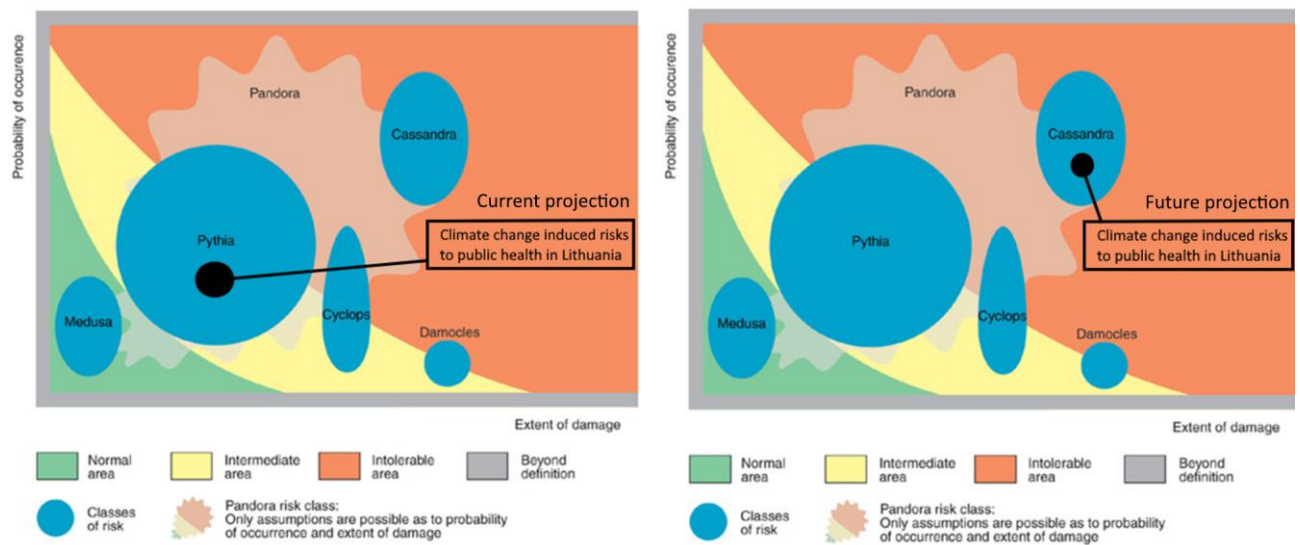 Probability of occurence
Pandora
Cassandra
Current projection
Climate change induced risks
to public health in Lithuania
Pythia
Medusa
Cyclops
Damocles
Extent of damage
Normal
area
Intermediate
area
Intolerable
area
Beyond
definition
Classes
of risk
Pandora risk class:
Only assumptions are possible as to probability
of occurrence and extent of damage
Probability of occurence
Pandora
Cassandra
Future projection
Climate change induced risks
to public health in Lithuania
Pythia
Medusa
Cyclops
Damocles
Extent of damage
Normal
area
Intermediate
area
Intolerable
area
Beyond
definition
Classes
of risk
Pandora risk class:
Only assumptions are possible as to probability
of occurrence and extent of damage